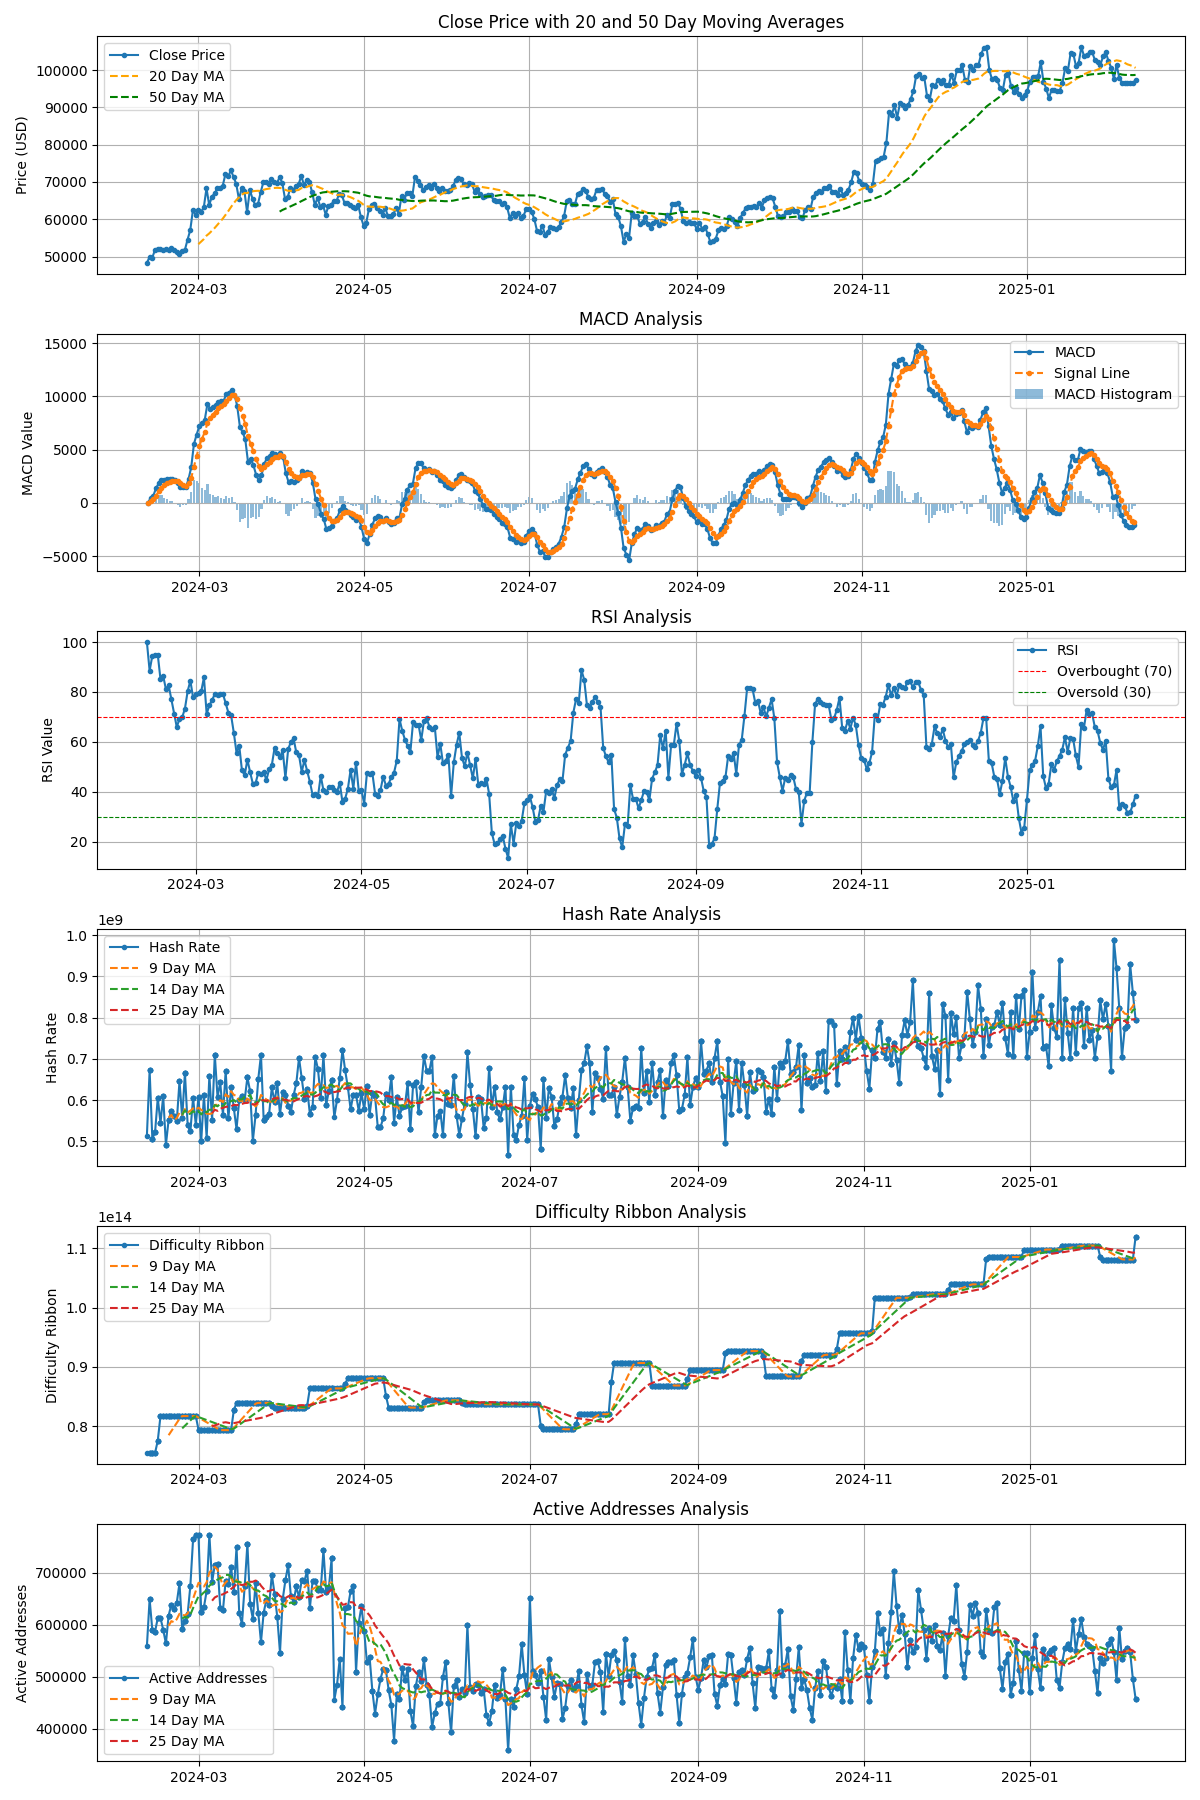 Close Price with 20 and 50 Day Moving Averages
Price (USD)
100000
90000
80000
70000
60000
50000
Close Price
20 Day MA
50 Day MA
2024-03
2024-05
2024-07
2024-09
2024-11
2025-01
MACD Analysis
MACD Value
15000
10000
5000
0
−5000
MACD
Signal Line
MACD Histogram
2024-03
2024-05
2024-07
2024-09
2024-11
2025-01
RSI Analysis
RSI Value
100
80
60
40
20
RSI
Overbought (70)
Oversold (30)
2024-03
2024-05
2024-07
2024-09
2024-11
2025-01
Hash Rate Analysis
1e9
Hash Rate
1.0
0.9
0.8
0.7
0.6
0.5
Hash Rate
9 Day MA
14 Day MA
25 Day MA
2024-03
2024-05
2024-07
2024-09
2024-11
2025-01
Difficulty Ribbon Analysis
1e14
Difficulty Ribbon
1.1
1.0
0.9
0.8
Difficulty Ribbon
9 Day MA
14 Day MA
25 Day MA
2024-03
2024-05
2024-07
2024-09
2024-11
2025-01
Active Addresses Analysis
Active Addresses
700000
600000
500000
400000
Active Addresses
9 Day MA
14 Day MA
25 Day MA
2024-03
2024-05
2024-07
2024-09
2024-11
2025-01